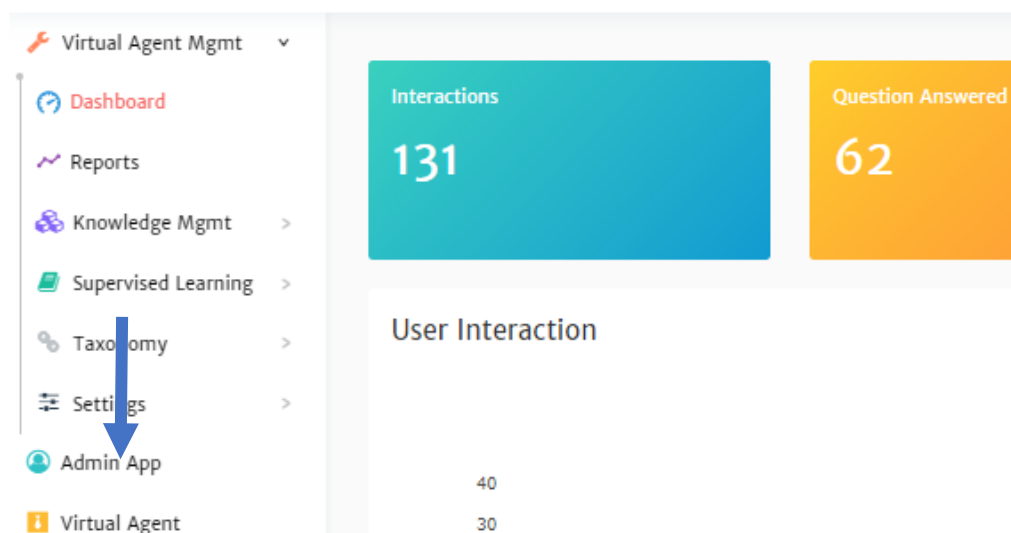 Virtual Agent Mgmt
Dashboard
Reports
Knowledge Mgmt
Supervised Learning
Taxonomy
Settings
Admin App
Virtual Agent
Interactions
131
Question Answered
62
User Interaction
40
30